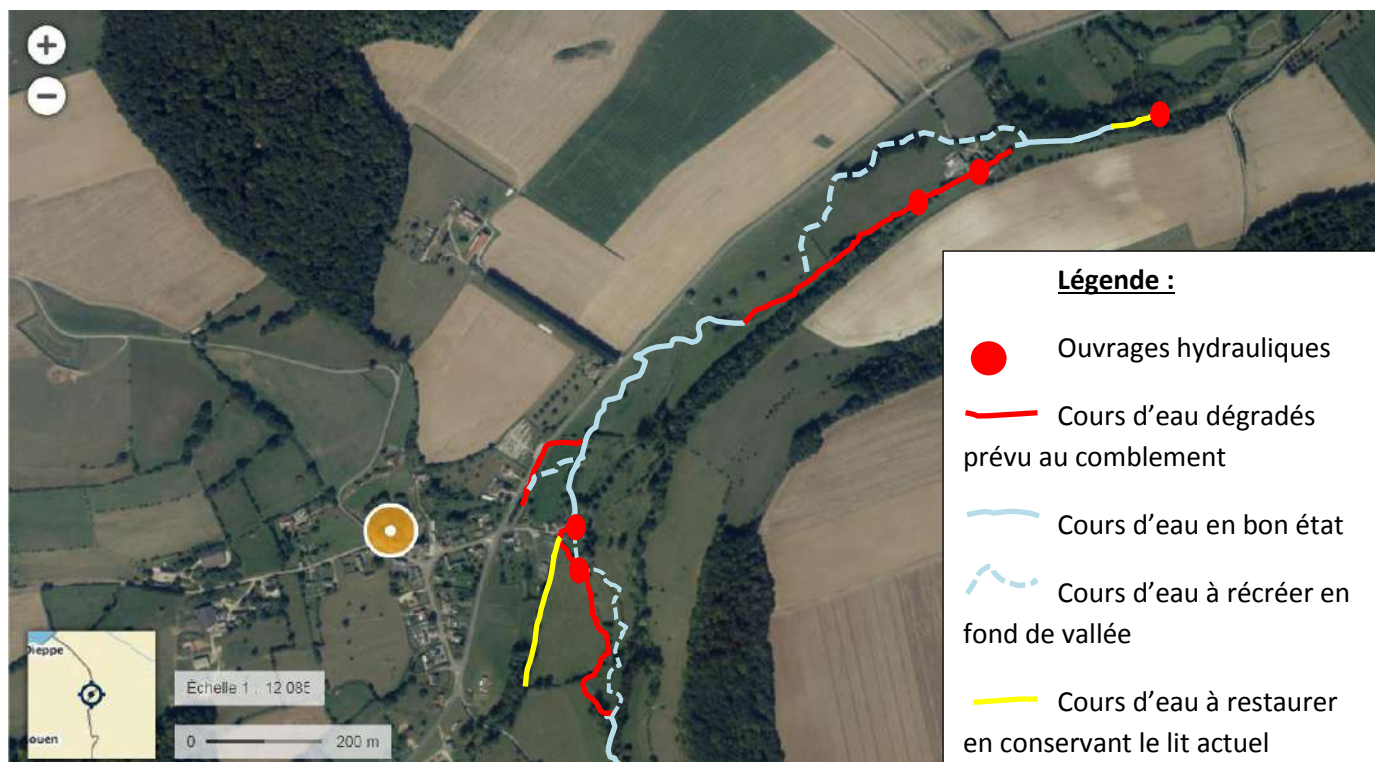 +
−
Légende :
Ouvrages hydrauliques
Cours d'eau dégradés
prévu au comblement
Cours d'eau en bon état
Cours d'eau à récréer en
fond de vallée
Cours d'eau à restaurer
en conservant le lit actuel
Dieppe
ouen
Échelle 1 : 12 085
0 200 m